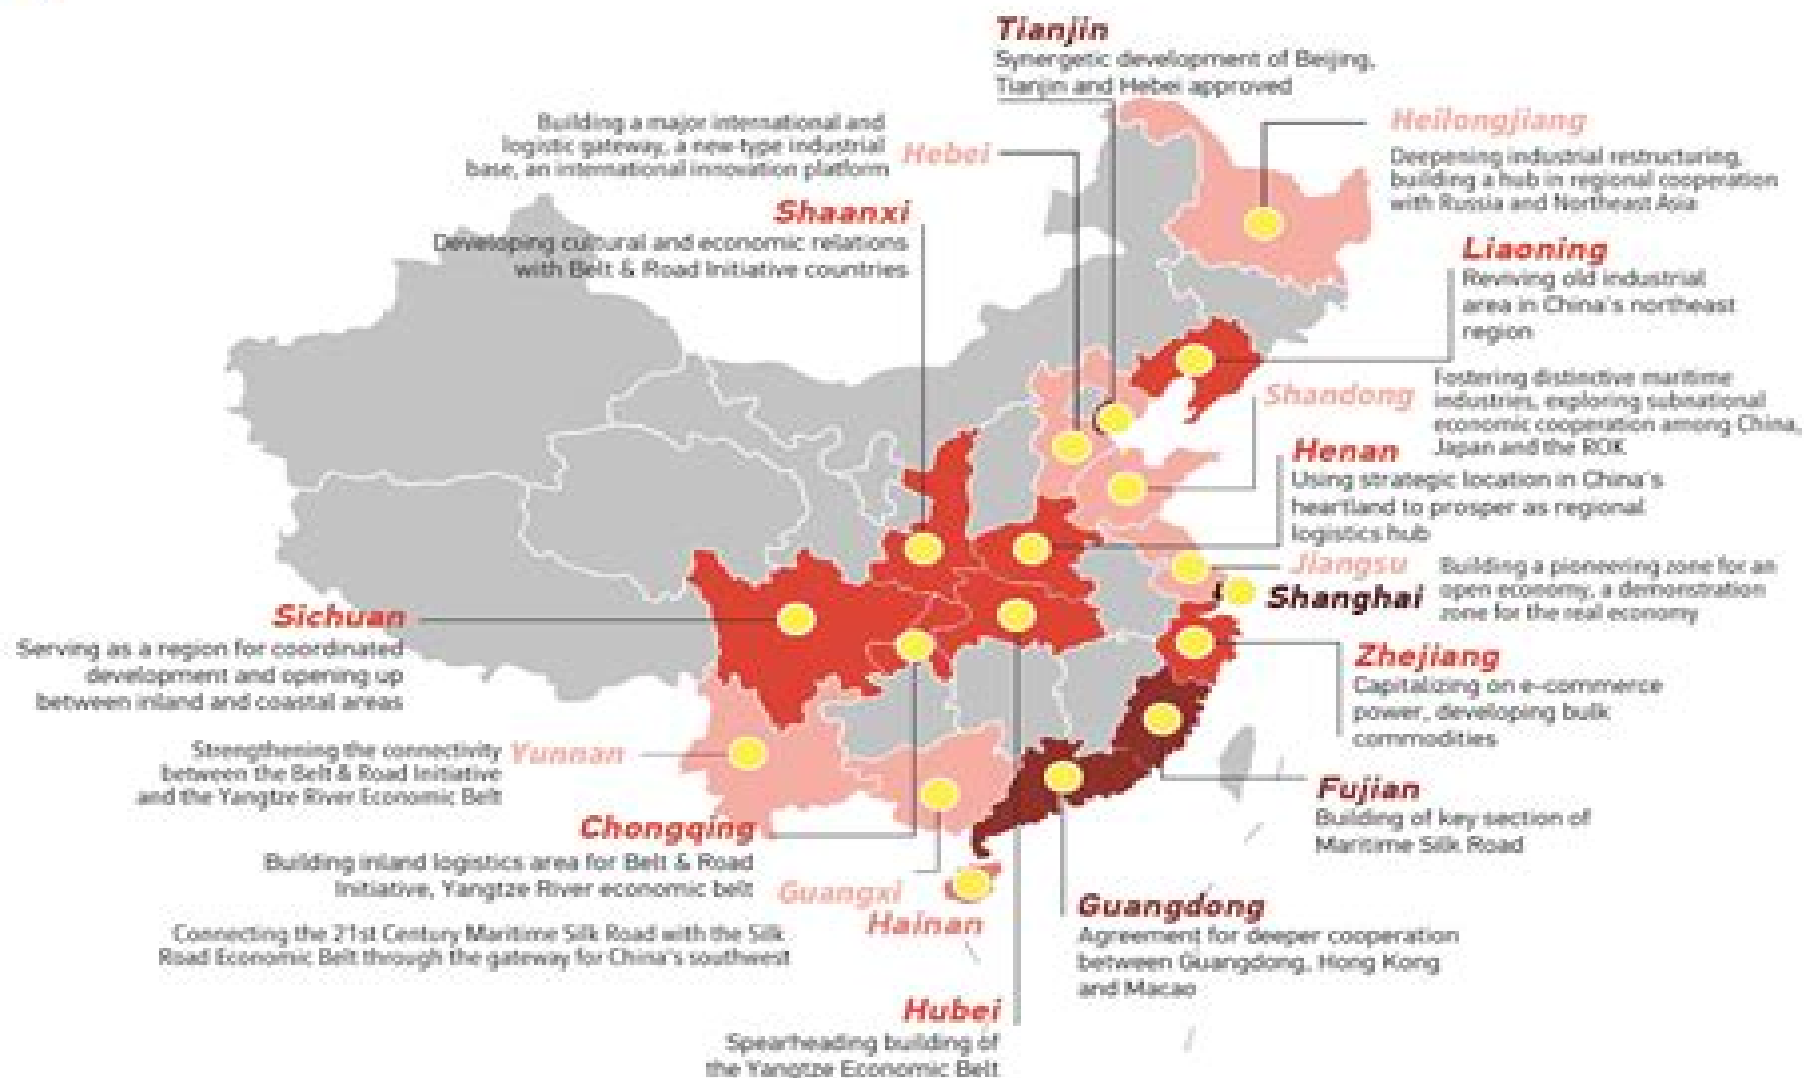 Tianjin
Synergetic development of Beijing,
Tianjin and Hebei approved
Building a major international and
logistic gateway, a new-type industrial
base, an international innovation platform
Hebei
Heilongjiang
Deepening industrial restructuring,
building a hub in regional cooperation
with Russia and Northeast Asia
Shaanxi
Developing cultural and economic relations
with Belt & Road Initiative countries
Liaoning
Reviving old industrial
area in China's northeast
region
Shandong
Fostering distinctive maritime
industries, exploring subnational
economic cooperation among China,
Japan and the ROK
Henan
Using strategic location in China's
heartland to prosper as regional
logistics hub
Jiangsu
Building a pioneering zone for an
open economy, a demonstration
zone for the real economy
Shanghai
Sichuan
Serving as a region for coordinated
development and opening up
between inland and coastal areas
Zhejiang
Capitalizing on e-commerce
power, developing bulk
commodities
Strengthening the connectivity
between the Belt & Road Initiative
and the Yangtze River Economic Belt
Yunnan
Fujian
Building of key section of
Maritime Silk Road
Chongqing
Building inland logistics area for Belt & Road
Initiative, Yangtze River economic belt
Guangxi
Hainan
Connecting the 21st Century Maritime Silk Road with the Silk
Road Economic Belt through the gateway for China's southwest
Guangdong
Agreement for deeper cooperation
between Guangdong, Hong Kong
and Macao
Hubei
Spearheading building of
the Yangtze Economic Belt